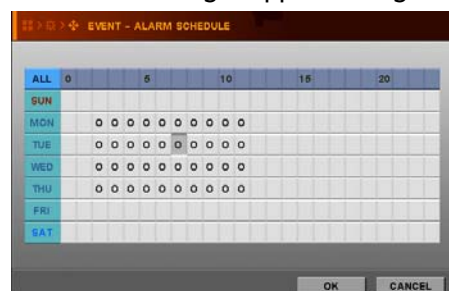 EVENT - ALARM SCHEDULE
ALL 0 5 10 15 20
SUN
MON O O O O O O O O O O
TUE O O O O O O O O O O
WED O O O O O O O O O O
THU O O O O O O O O O O
FRI
SAT
OK CANCEL